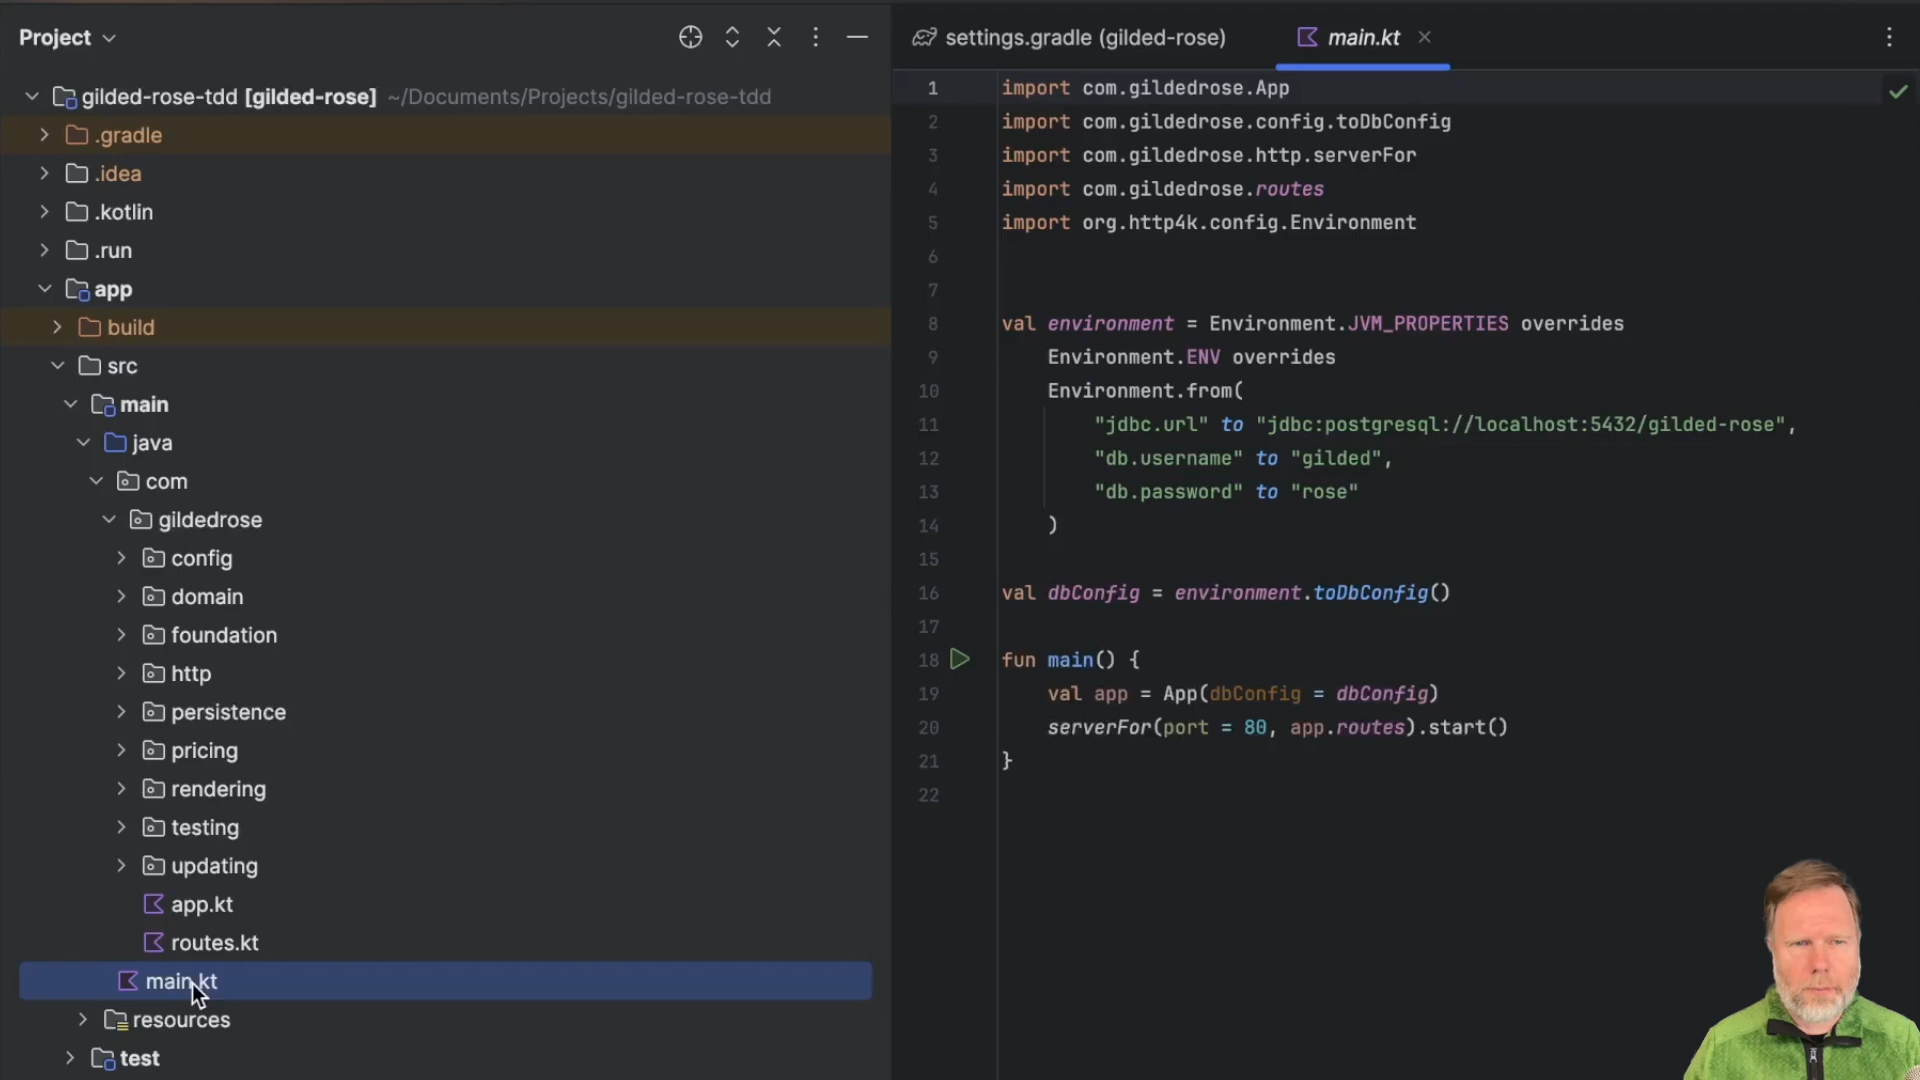 Project
gilded-rose-tdd [gilded-rose] ~/Documents/Projects/gilded-rose-tdd
.gradle
.idea
.kotlin
.run
app
build
src
main
java
com
gildedrose
config
domain
foundation
http
persistence
pricing
rendering
testing
updating
app.kt
routes.kt
main.kt
resources
test
settings.gradle (gilded-rose) main.kt
1 import com.gildedrose.App
2 import com.gildedrose.config.toDbConfig
3 import com.gildedrose.http.serverFor
4 import com.gildedrose.routes
5 import org.http4k.config.Environment
6
7
8 val environment = Environment.JVM_PROPERTIES overrides
9 Environment.ENV overrides
10 Environment.from(
11 "jdbc.url" to "jdbc:postgresql://localhost:5432/gilded-rose",
12 "db.username" to "gilded",
13 "db.password" to "rose"
14 )
15
16 val dbConfig = environment.toDbConfig()
17
18 fun main() {
19 val app = App(dbConfig = dbConfig)
20 serverFor(port = 80, app.routes).start()
21 }
22